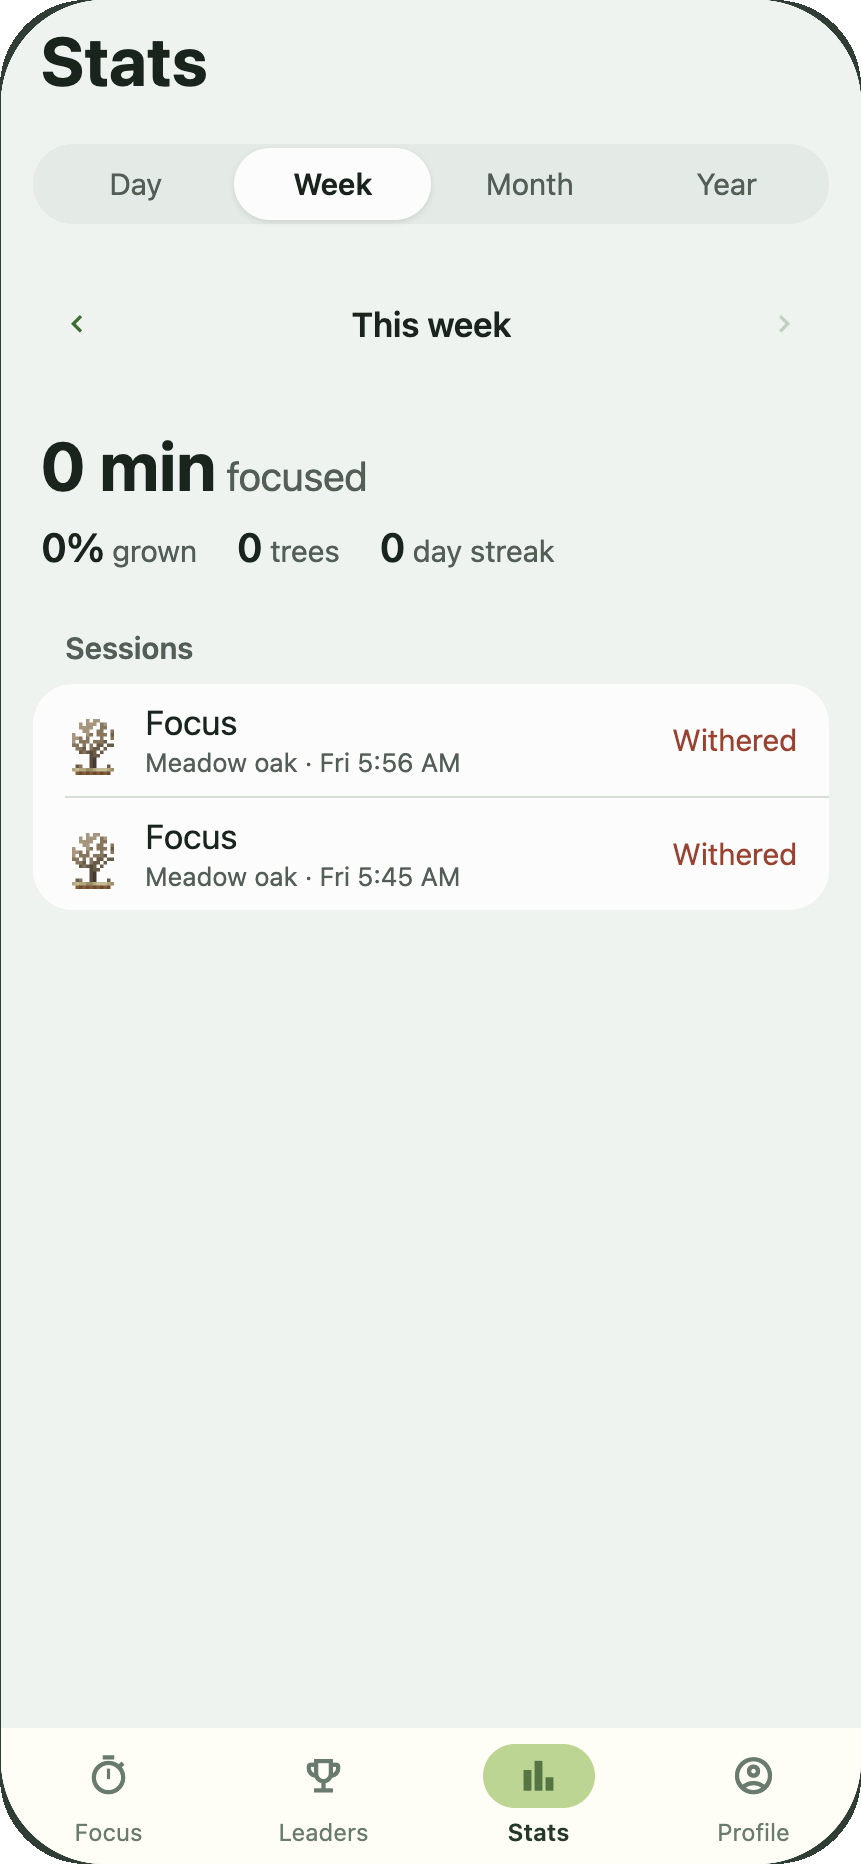 Stats
Day Week Month Year
This week
0 min focused
0% grown 0 trees 0 day streak
Sessions
Focus
Meadow oak · Fri 5:56 AM
Withered
Focus
Meadow oak · Fri 5:45 AM
Withered
Focus Leaders Stats Profile